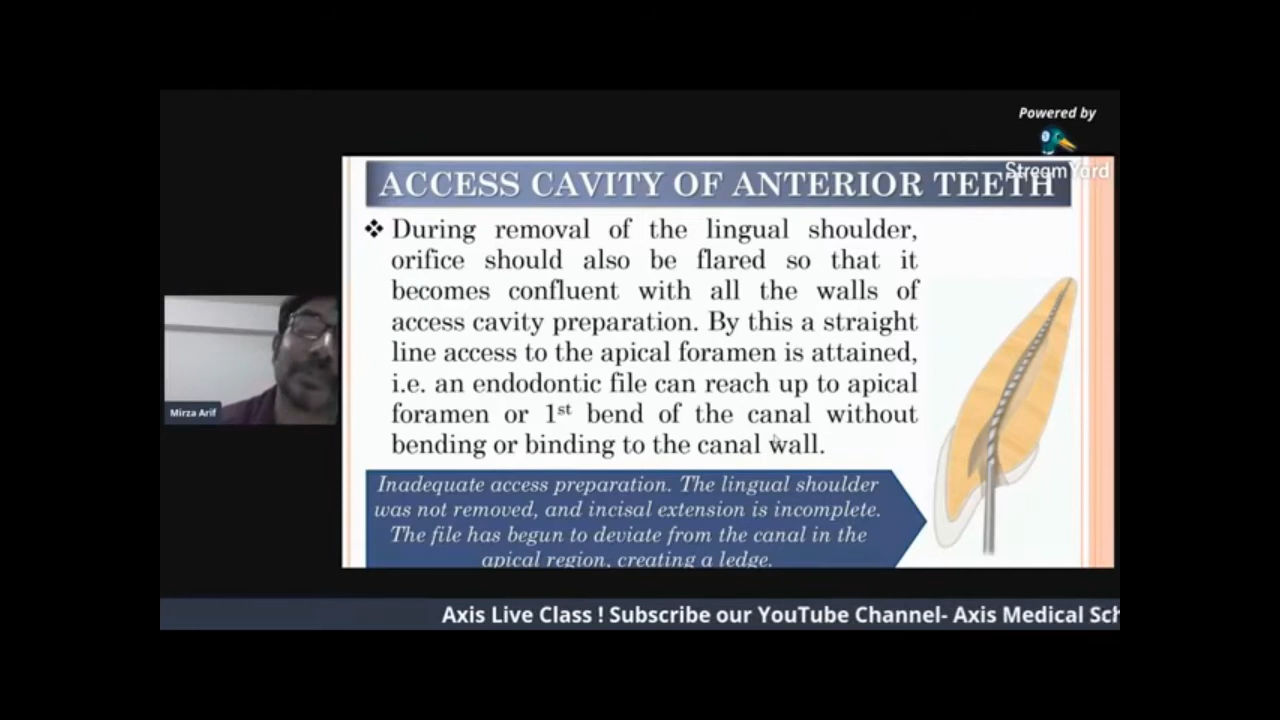 Powered by
StreamYard
ACCESS CAVITY OF ANTERIOR TEETH
❖ During removal of the lingual shoulder,
orifice should also be flared so that it
becomes confluent with all the walls of
access cavity preparation. By this a straight
line access to the apical foramen is attained,
i.e. an endodontic file can reach up to apical
foramen or 1st bend of the canal without
bending or binding to the canal wall.
Mirza Arif
Inadequate access preparation. The lingual shoulder
was not removed, and incisal extension is incomplete.
The file has begun to deviate from the canal in the
apical region, creating a ledge.
Axis Live Class ! Subscribe our YouTube Channel- Axis Medical Sch